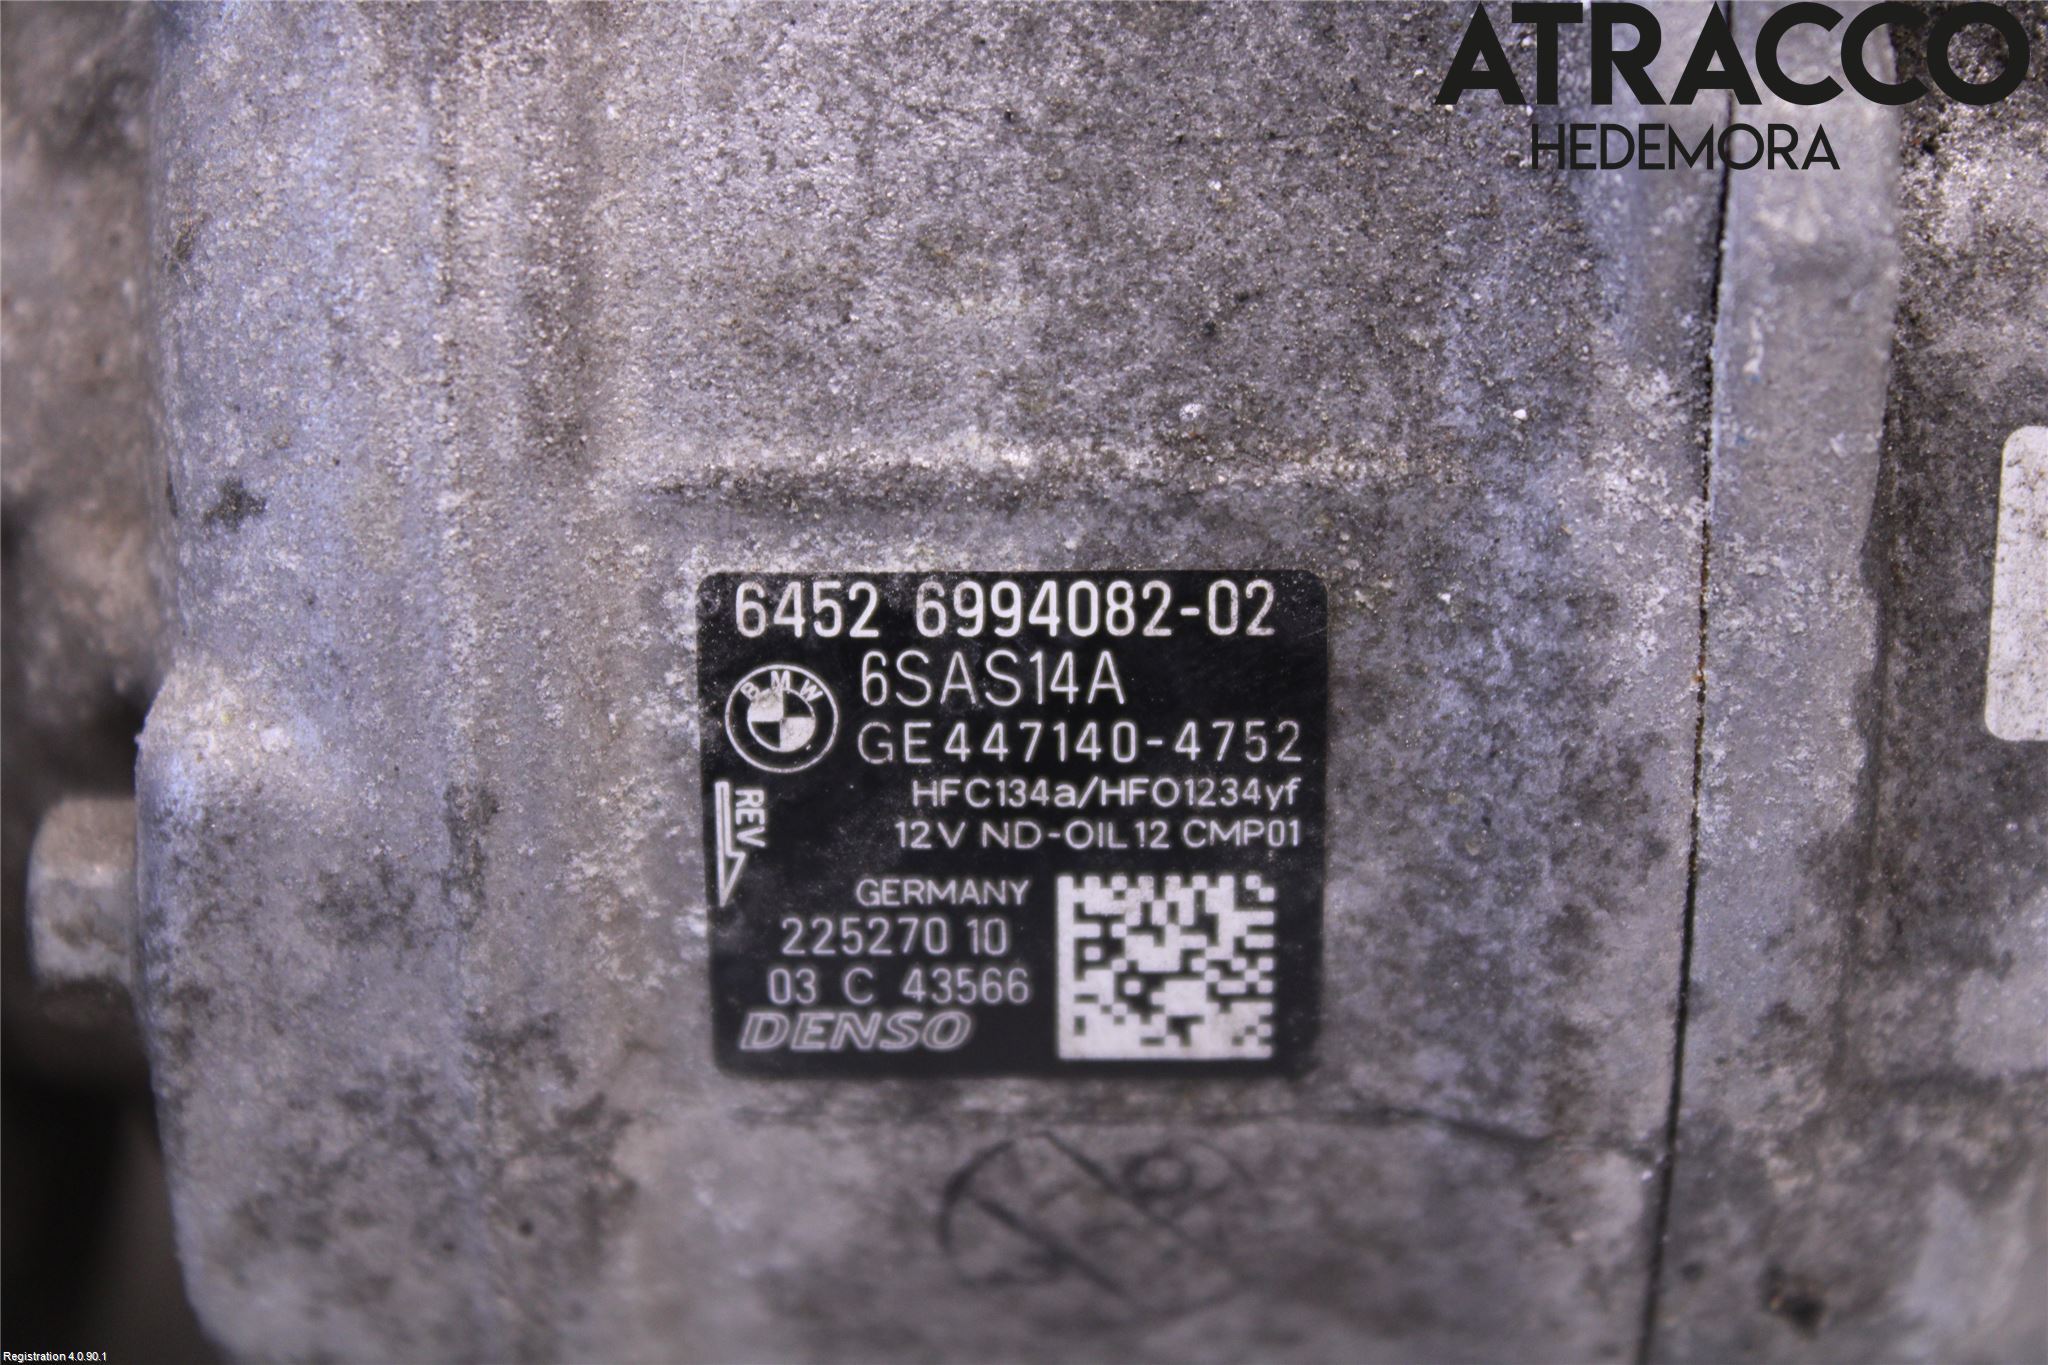 ATRACCO
HEDEMORA
6452 6994082-02
BMW
6SAS14A
GE447140-4752
HFC134a/HFO1234yf
REV
12V ND-OIL12 CMP01
GERMANY
225270 10
03 C 43566
DENSO
Registration 4.0.90.1